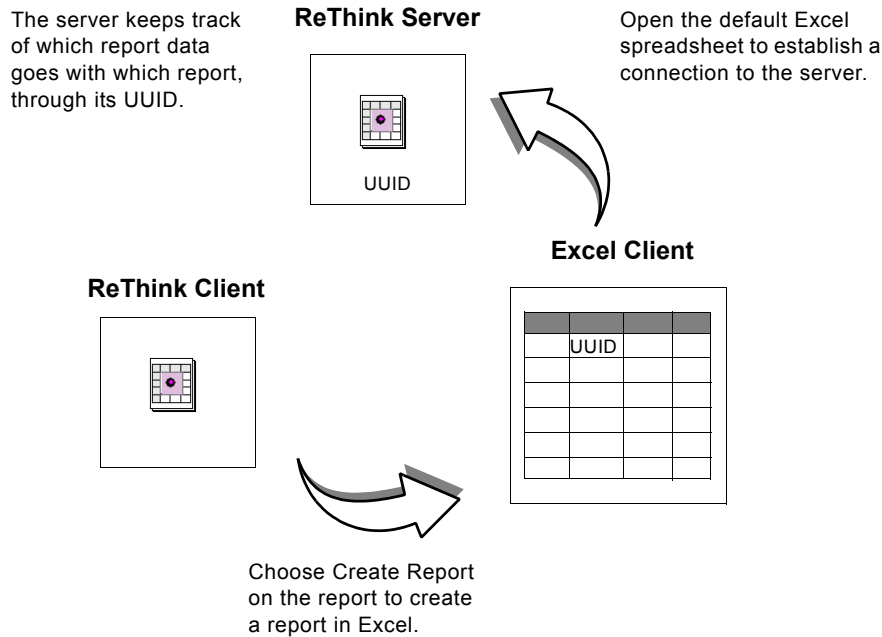 The server keeps track
of which report data
goes with which report,
through its UUID.
ReThink Server
UUID
Open the default Excel
spreadsheet to establish a
connection to the server.
Excel Client
UUID
ReThink Client
Choose Create Report
on the report to create
a report in Excel.